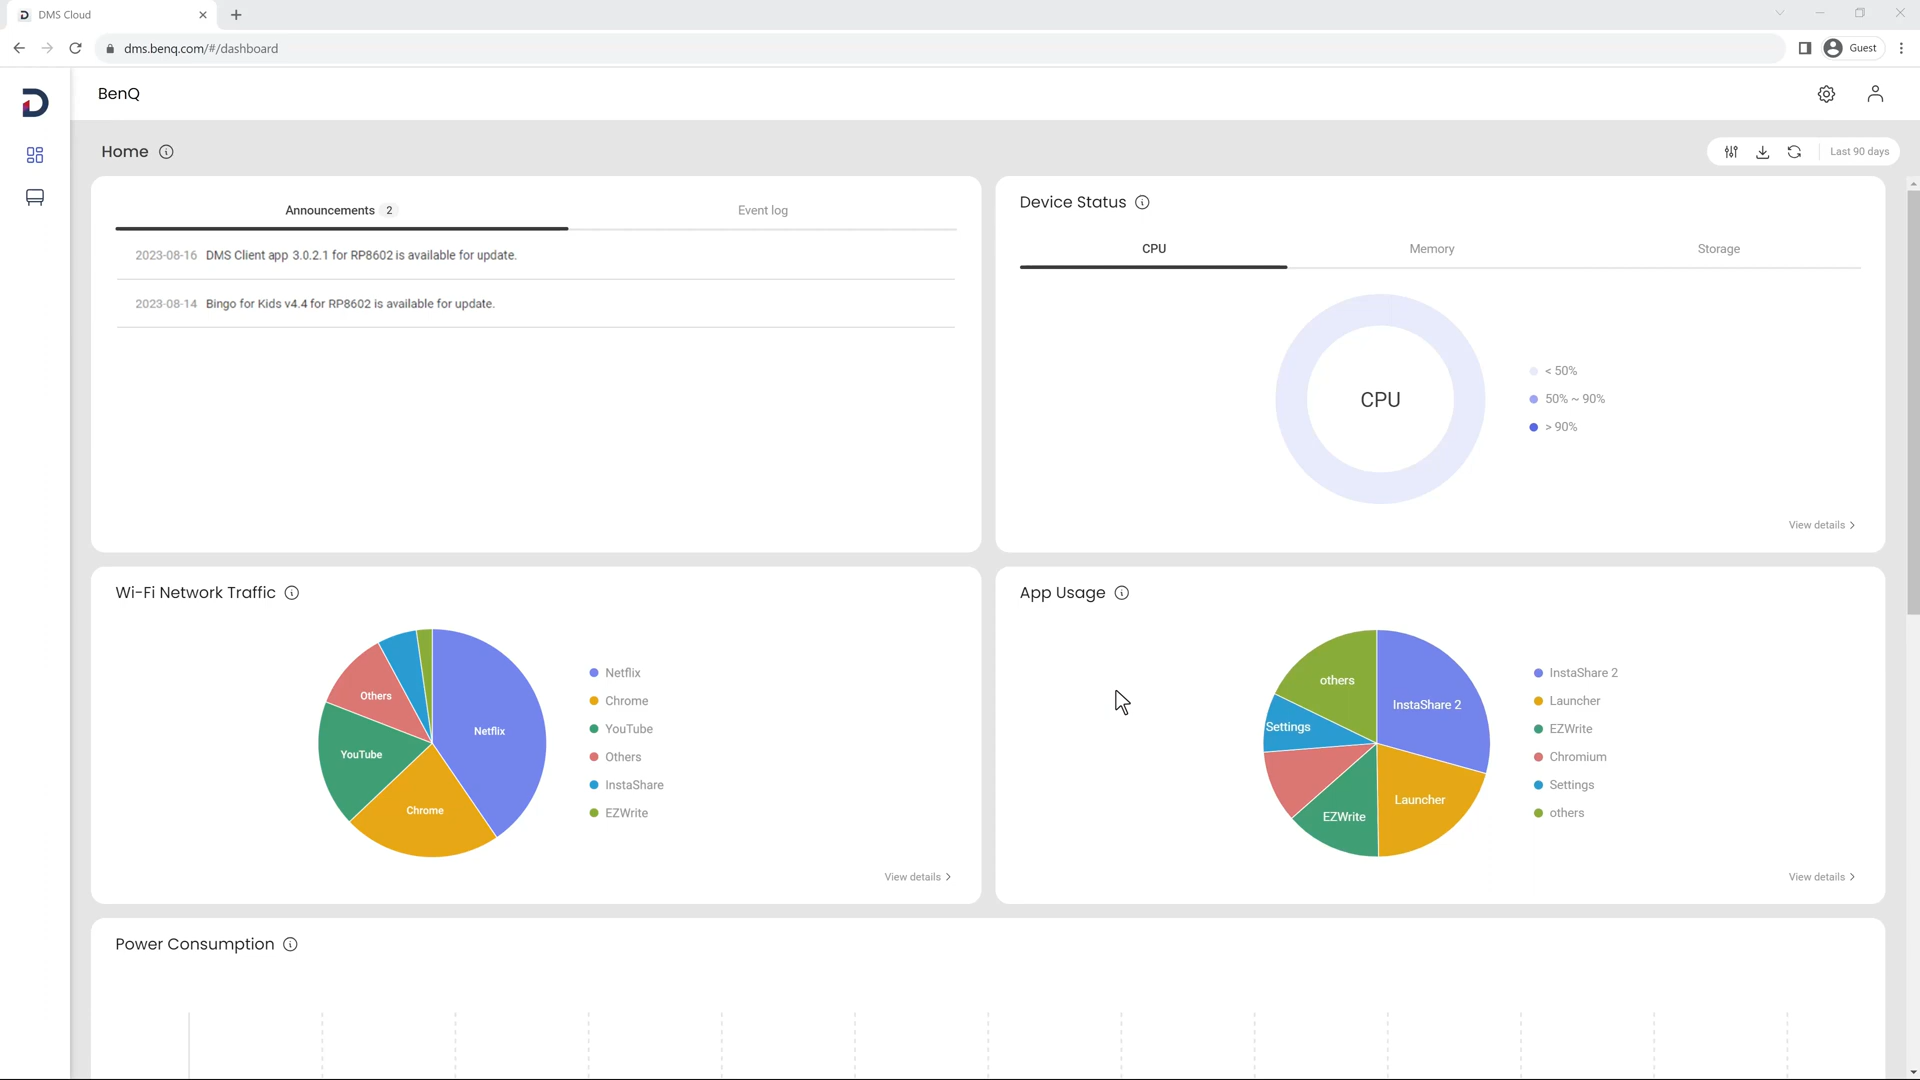 DMS Cloud
dms.benq.com/#/dashboard
Guest
BenQ
Home
Last 90 days
Announcements 2
Event log
2023-08-16 DMS Client app 3.0.2.1 for RP8602 is available for update.
2023-08-14 Bingo for Kids v4.4 for RP8602 is available for update.
Device Status
CPU
Memory
Storage
CPU
< 50%
50% ~ 90%
> 90%
View details
Wi-Fi Network Traffic
Others
Netflix
YouTube
Chrome
Netflix
Chrome
YouTube
Others
InstaShare
EZWrite
View details
App Usage
others
InstaShare 2
Settings
Launcher
EZWrite
InstaShare 2
Launcher
EZWrite
Chromium
Settings
others
View details
Power Consumption